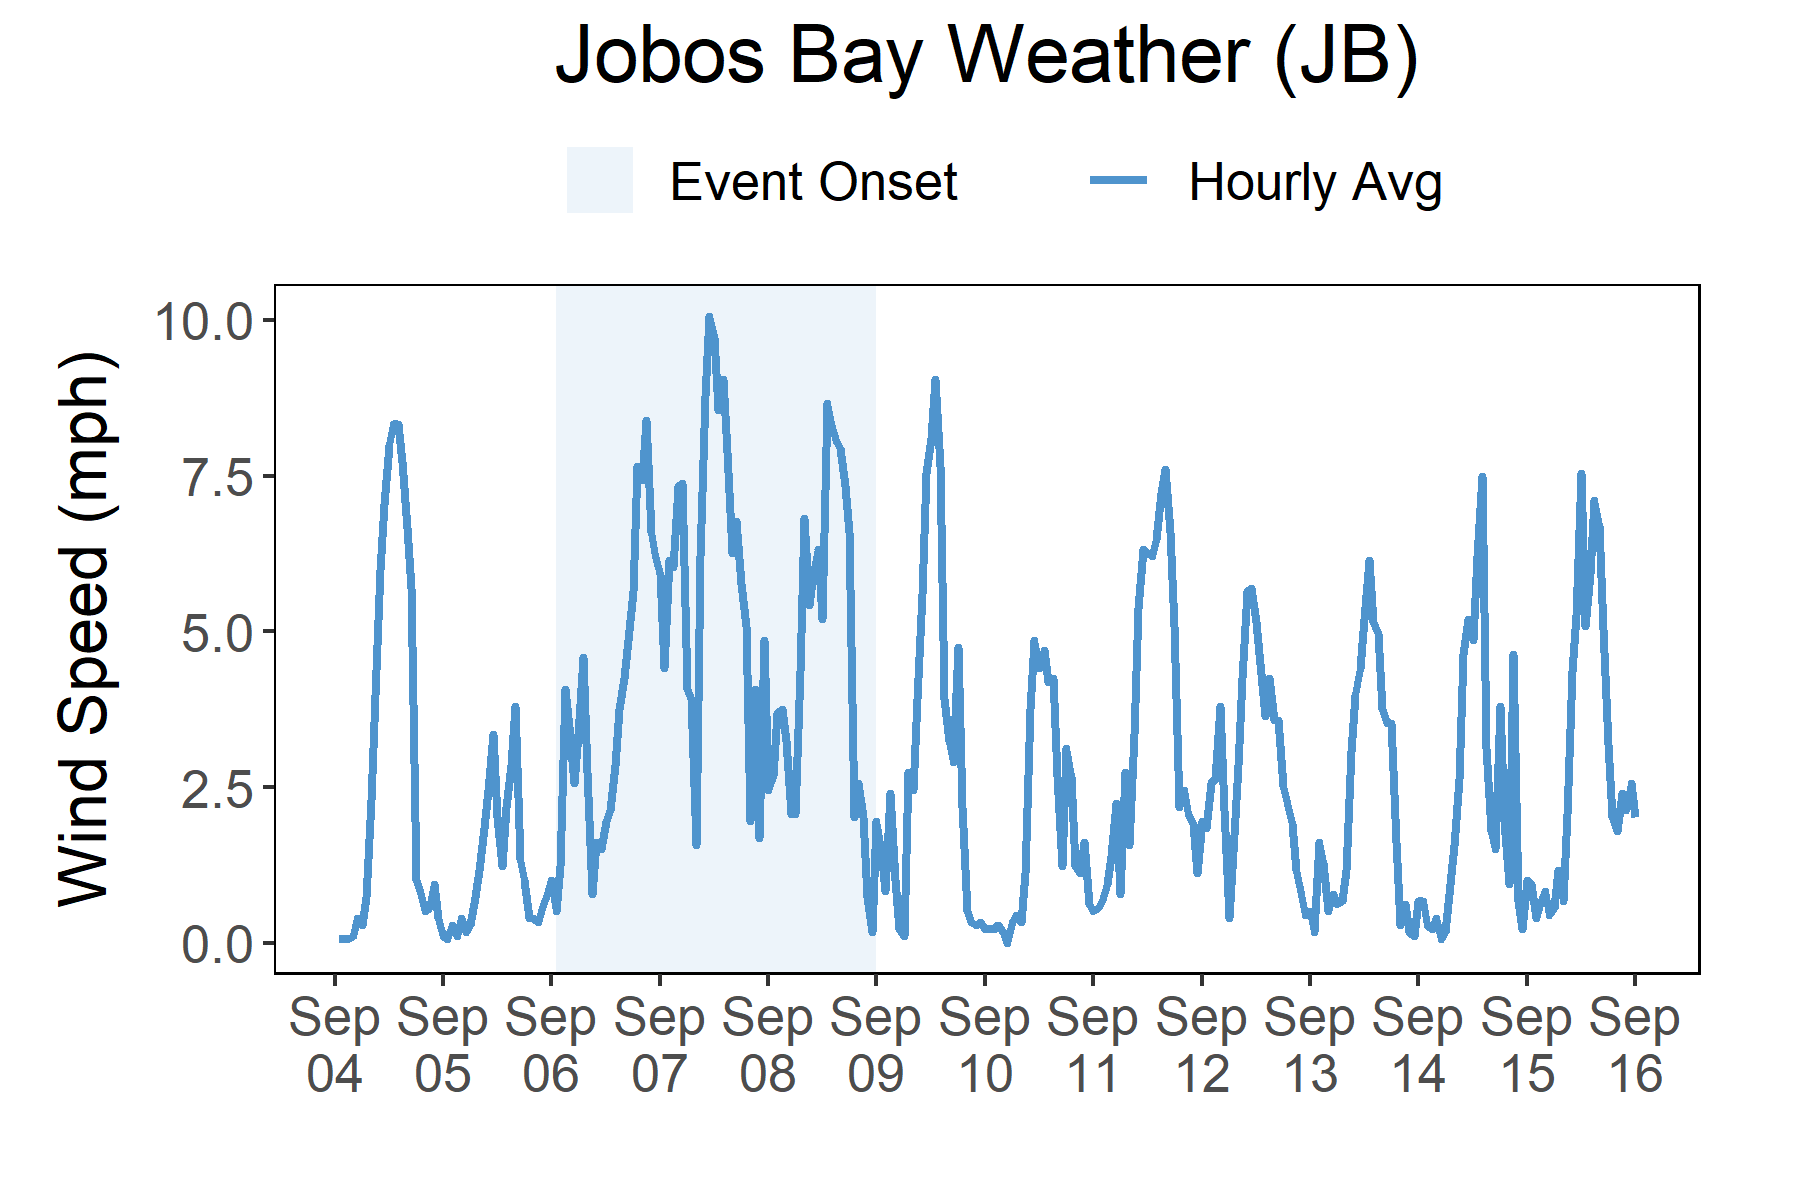 Jobos Bay Weather (JB)
Event Onset
Hourly Avg
Wind Speed (mph)
10.0
7.5
5.0
2.5
0.0
Sep Sep Sep Sep Sep Sep Sep Sep Sep Sep Sep Sep Sep
04 05 06 07 08 09 10 11 12 13 14 15 16